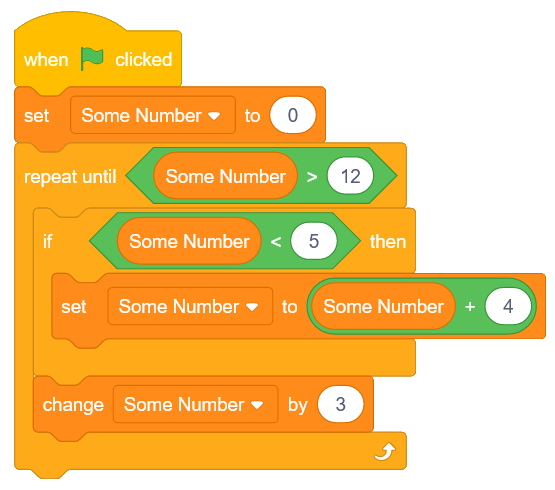 when clicked
set Some Number to 0
repeat until Some Number > 12
if Some Number < 5 then
set Some Number to Some Number + 4
change Some Number by 3